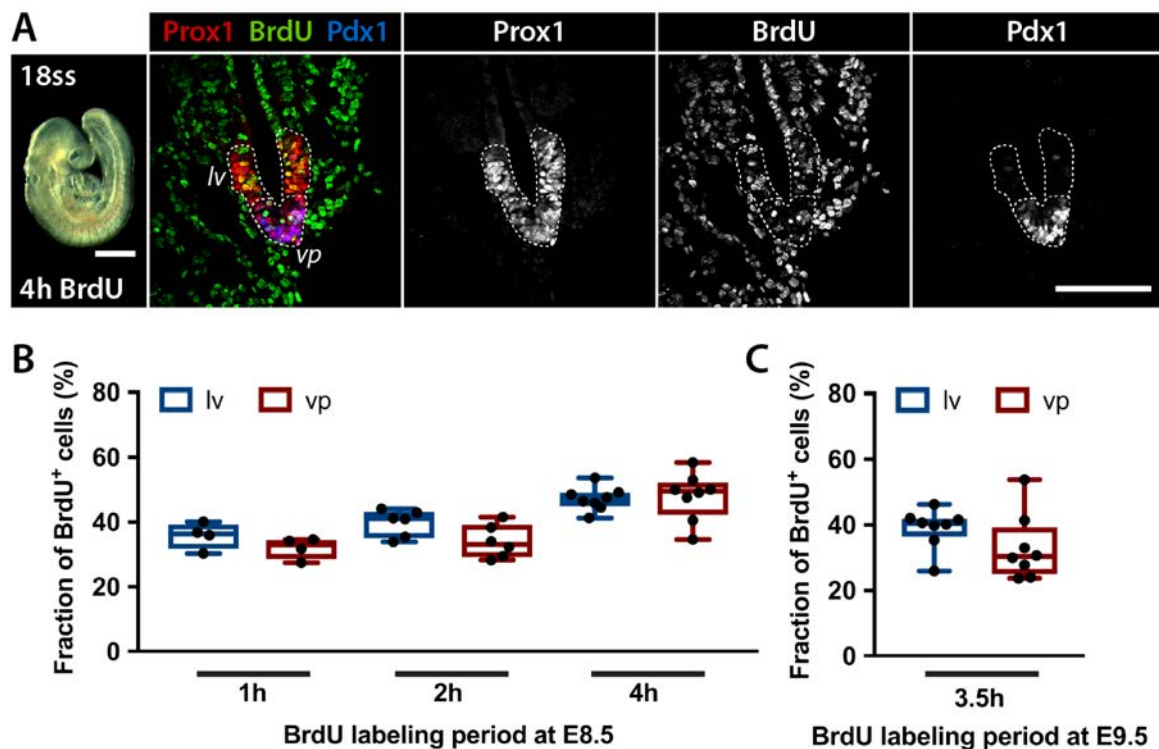 A
Prox1 BrdU Pdx1
Prox1
BrdU
Pdx1
18ss
4h BrdU
lv
vp
B
Fraction of BrdU⁺ cells (%)
80
60
40
20
0
lv
vp
1h
2h
4h
BrdU labeling period at E8.5
C
Fraction of BrdU⁺ cells (%)
80
60
40
20
0
lv
vp
3.5h
BrdU labeling period at E9.5